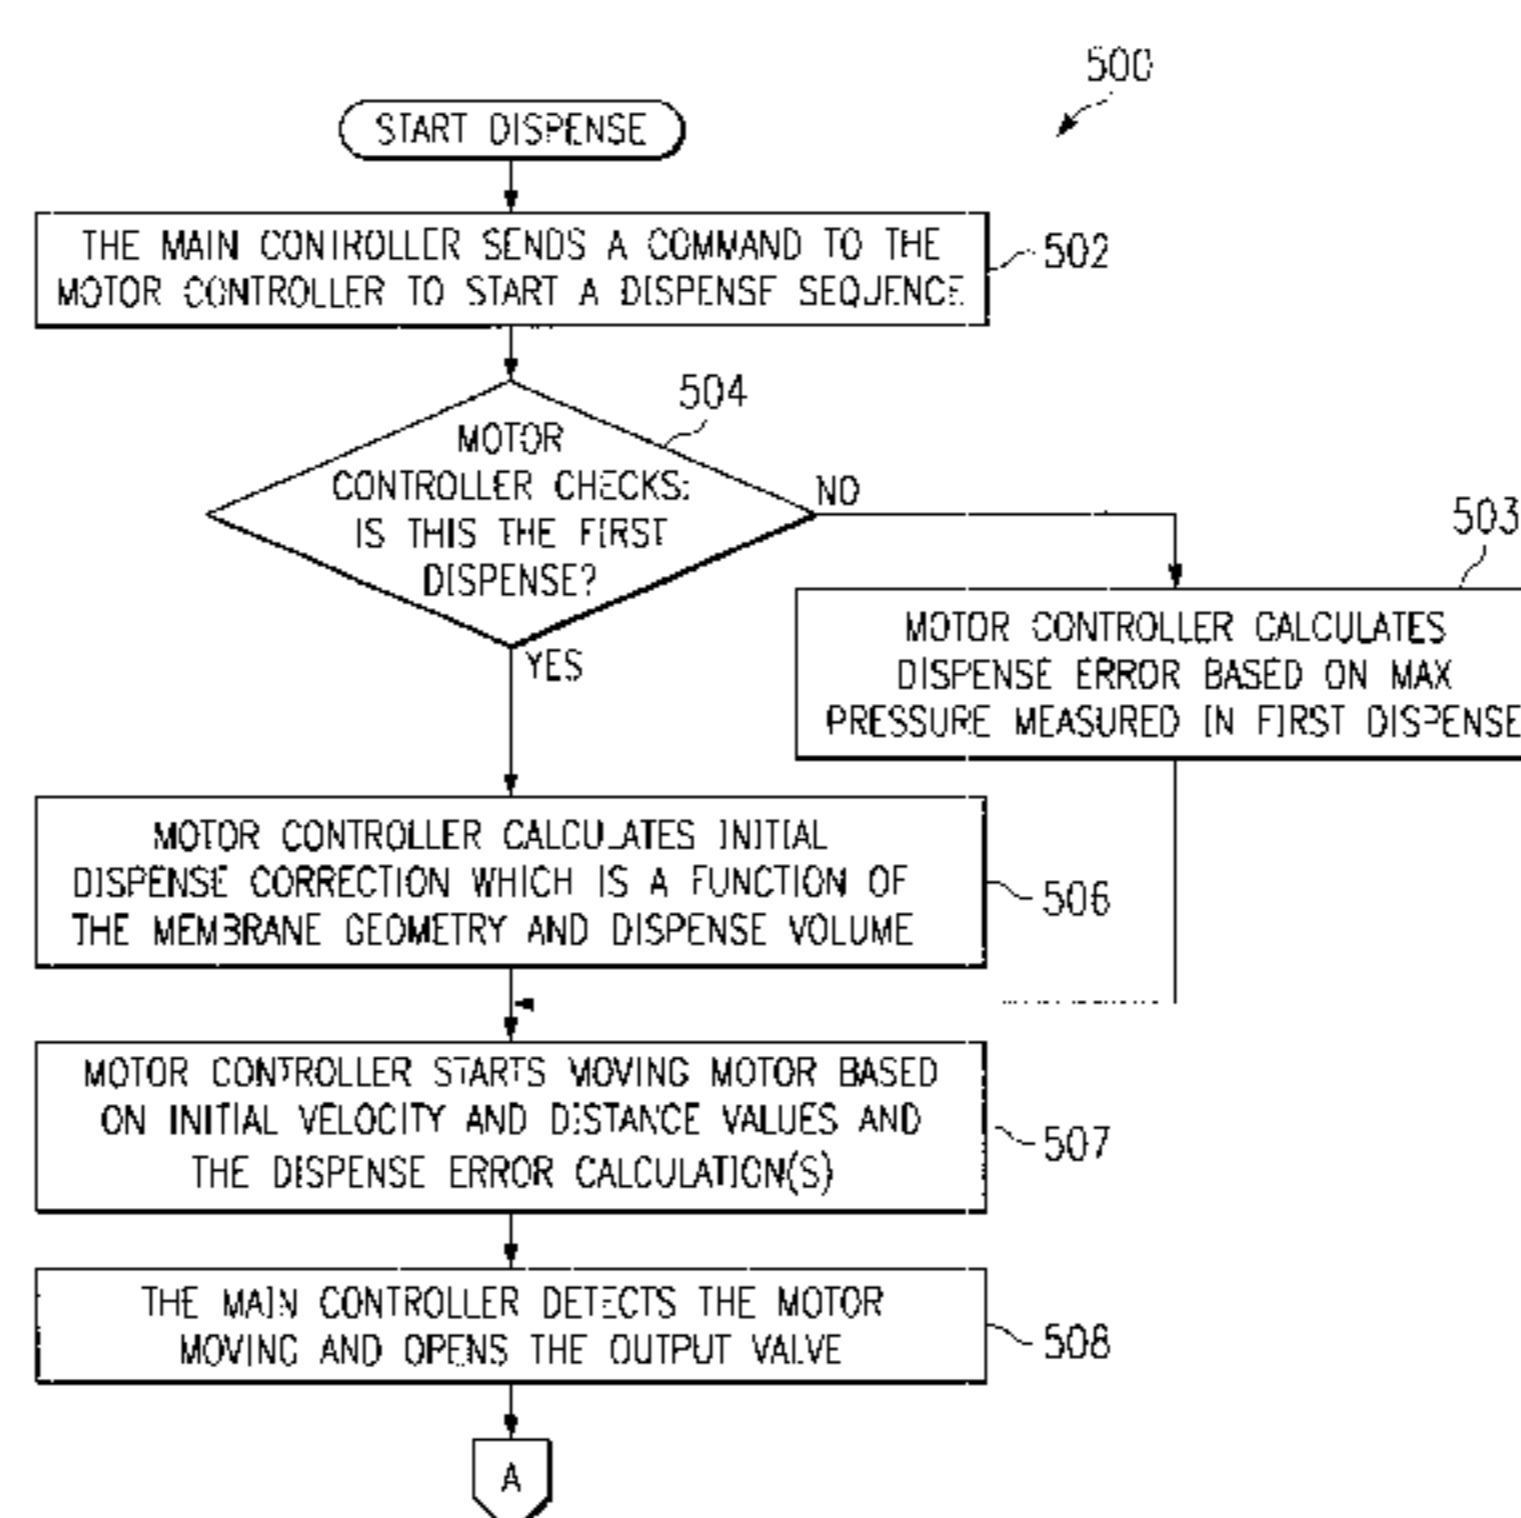 500
START DISPENSE
THE MAIN CONTROLLER SENDS A COMMAND TO THE
MOTOR CONTROLLER TO START A DISPENSE SEQUENCE
502
504
MOTOR
CONTROLLER CHECKS:
IS THIS THE FIRST
DISPENSE?
NO
YES
503
MOTOR CONTROLLER CALCULATES
DISPENSE ERROR BASED ON MAX
PRESSURE MEASURED IN FIRST DISPENSE
MOTOR CONTROLLER CALCULATES INITIAL
DISPENSE CORRECTION WHICH IS A FUNCTION OF
THE MEMBRANE GEOMETRY AND DISPENSE VOLUME
506
MOTOR CONTROLLER STARTS MOVING MOTOR BASED
ON INITIAL VELOCITY AND DISTANCE VALUES AND
THE DISPENSE ERROR CALCULATION(S)
507
THE MAIN CONTROLLER DETECTS THE MOTOR
MOVING AND OPENS THE OUTPUT VALVE
508
A